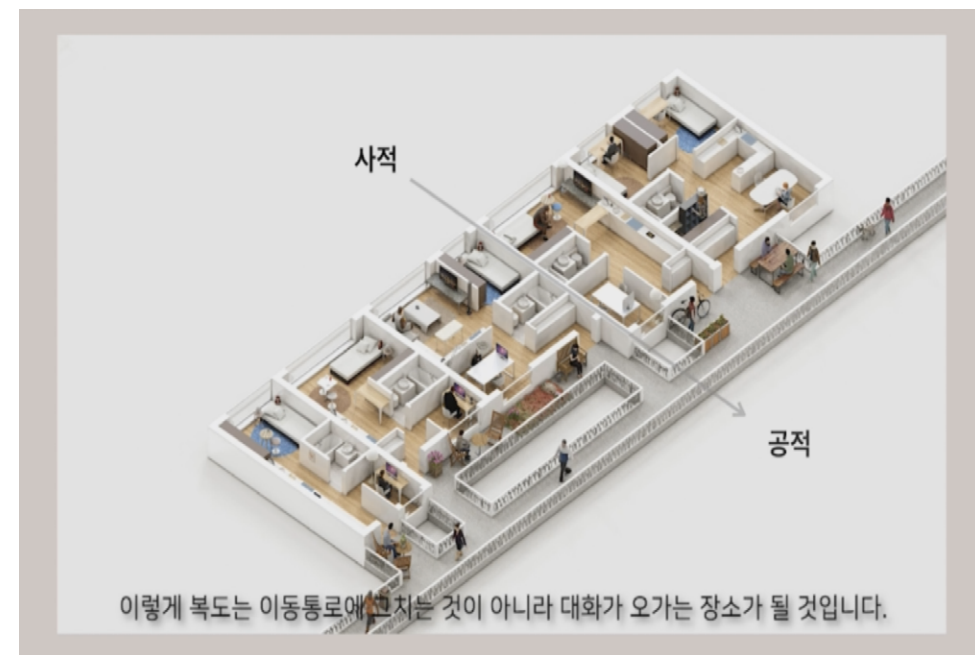 사적
공적
이렇게 복도는 이동통로에 그치는 것이 아니라 대화가 오가는 장소가 될 것입니다.